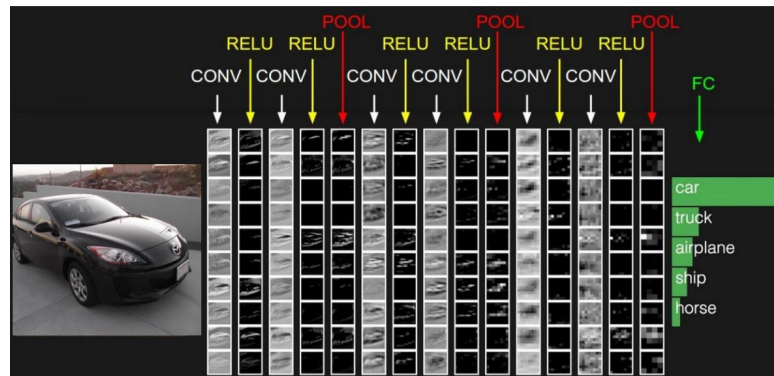 POOL POOL POOL
RELU RELU RELU RELU RELU RELU
CONV CONV CONV CONV CONV CONV
FC
car
truck
airplane
ship
horse